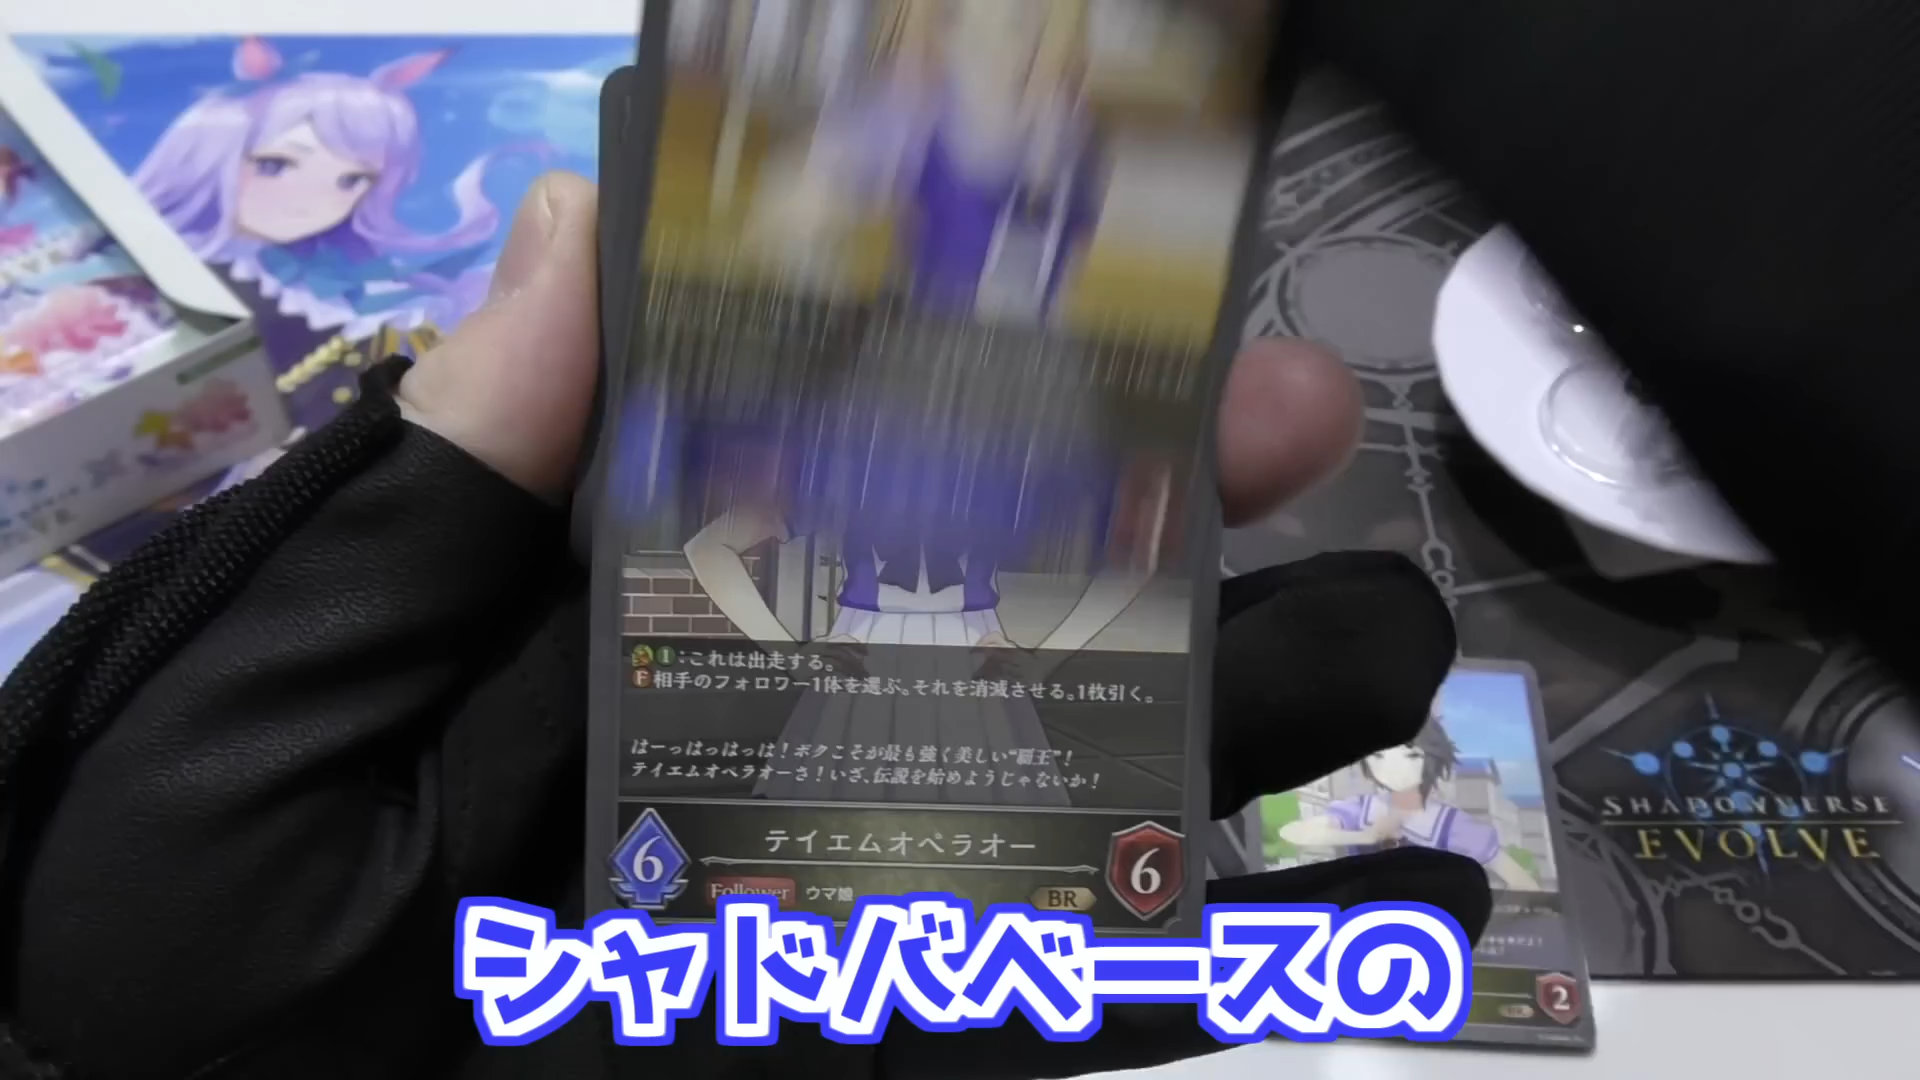 1:これは出走する。
F 相手のフォロワー1体を選ぶ。それを消滅させる。1枚引く。
はーっはっはっは！ボクこそが最も強く美しい“覇王”！
テイエムオペラオーさ！いざ、伝説を始めようじゃないか！
6
テイエムオペラオー
6
Follower ウマ娘
BR
SHADOWVERSE
EVOLVE
2
シャドバベースの